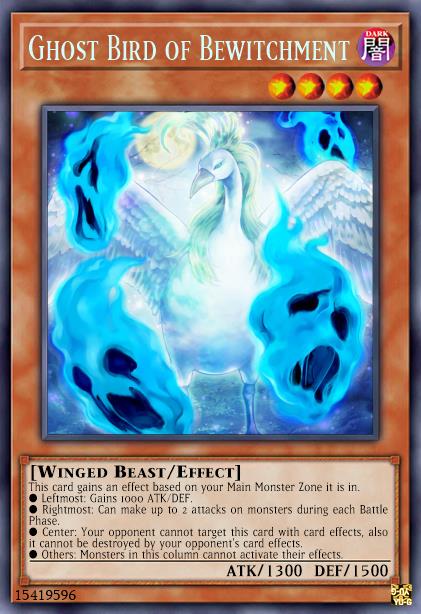 GHOST BIRD OF BEWITCHMENT
DARK
闇
[WINGED BEAST/EFFECT]
This card gains an effect based on your Main Monster Zone it is in.
● Leftmost: Gains 1000 ATK/DEF.
● Rightmost: Can make up to 2 attacks on monsters during each Battle
Phase.
● Center: Your opponent cannot target this card with card effects, also
it cannot be destroyed by your opponent's card effects.
● Others: Monsters in this column cannot activate their effects.
ATK/1300 DEF/1500
15419596